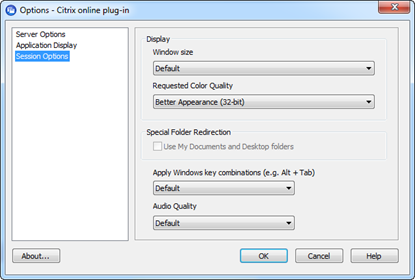 Options - Citrix online plug-in
Server Options
Application Display
Session Options
Display
Window size
Default
Requested Color Quality
Better Appearance (32-bit)
Special Folder Redirection
Use My Documents and Desktop folders
Apply Windows key combinations (e.g. Alt + Tab)
Default
Audio Quality
Default
About... OK Cancel Help